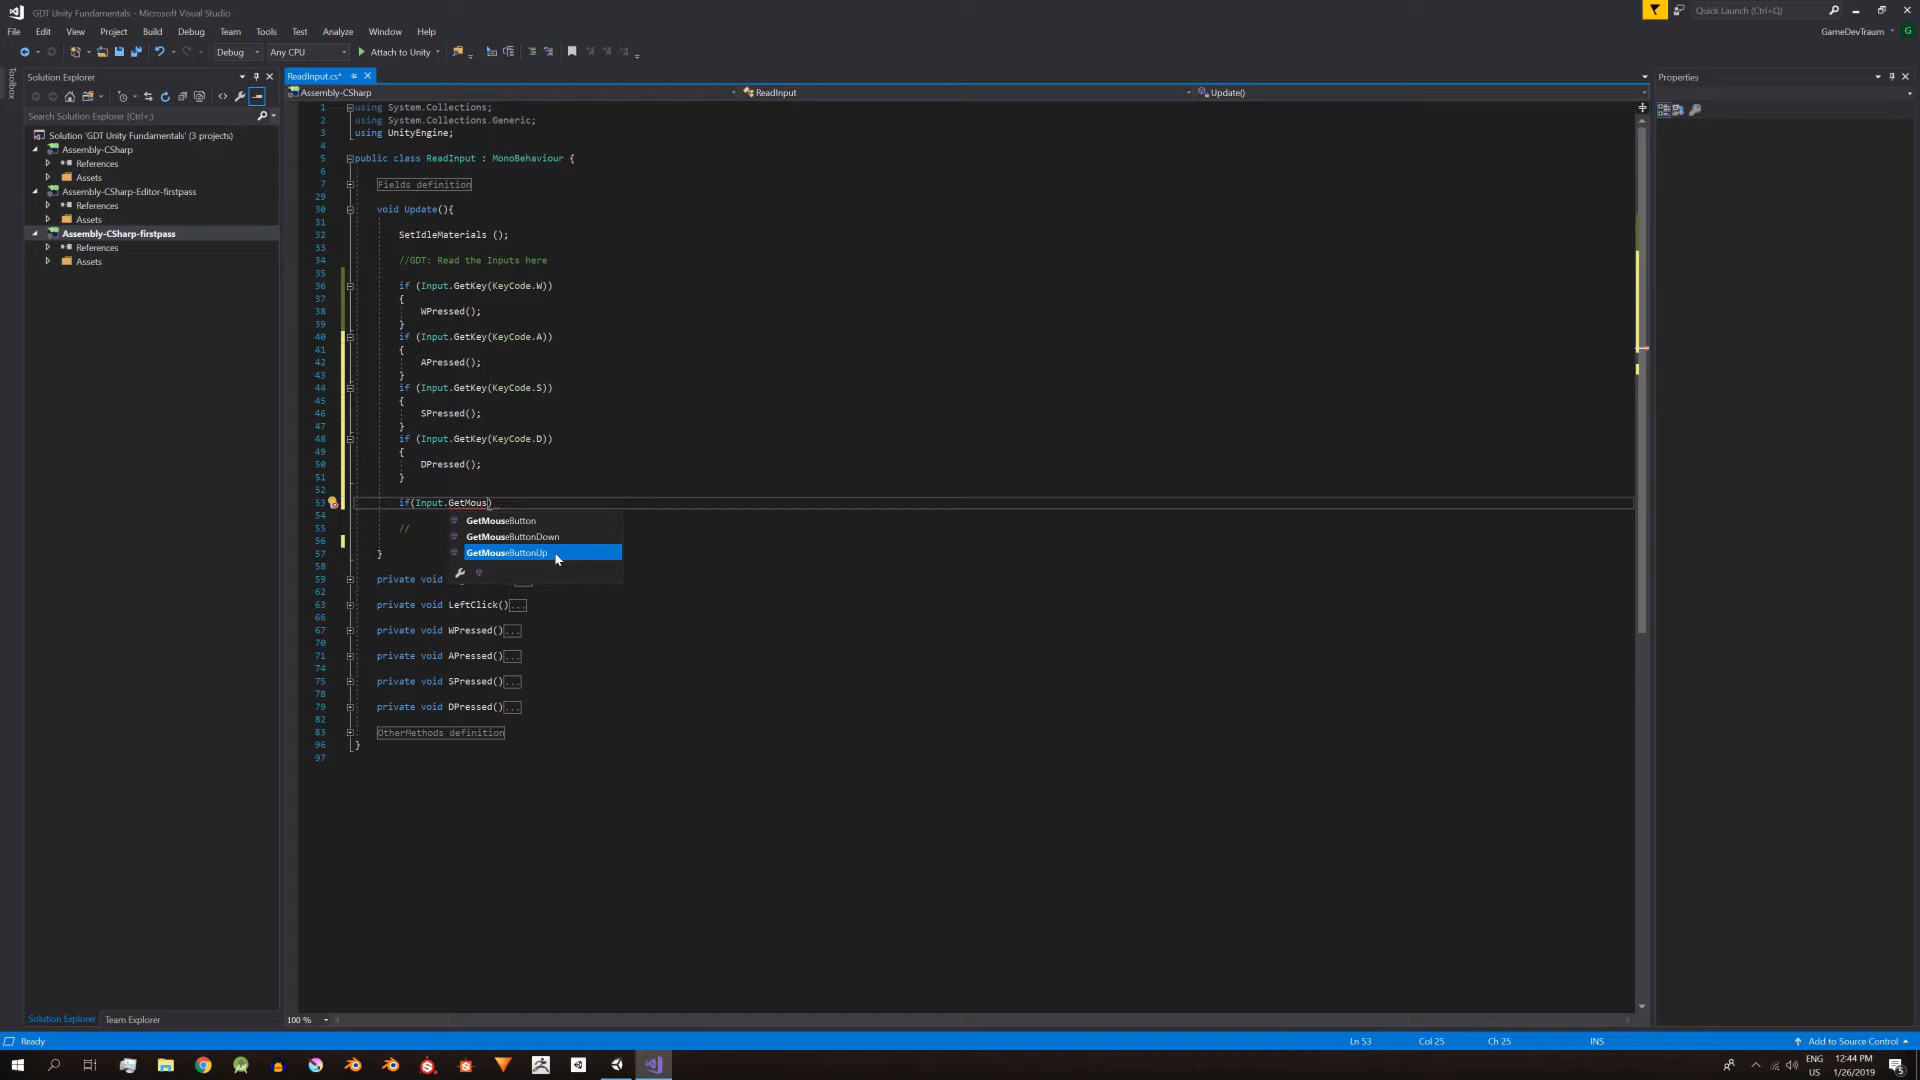 GDT Unity Fundamentals - Microsoft Visual Studio
Quick Launch (Ctrl+Q)
File Edit View Project Build Debug Team Tools Test Analyze Window Help
GameDevTraum G
Debug Any CPU Attach to Unity
Toolbox
Solution Explorer
ReadInput.cs*
Properties
Assembly-CSharp ReadInput Update()
Search Solution Explorer (Ctrl+;)
Solution 'GDT Unity Fundamentals' (3 projects)
Assembly-CSharp
References
Assets
Assembly-CSharp-Editor-firstpass
References
Assets
Assembly-CSharp-firstpass
References
Assets
1 using System.Collections;
2 using System.Collections.Generic;
3 using UnityEngine;
4
5 public class ReadInput : MonoBehaviour {
6
7 Fields definition
29
30 void Update(){
31
32 SetIdleMaterials ();
33
34 //GDT: Read the Inputs here
35
36 if (Input.GetKey(KeyCode.W))
37 {
38 WPressed();
39 }
40 if (Input.GetKey(KeyCode.A))
41 {
42 APressed();
43 }
44 if (Input.GetKey(KeyCode.S))
45 {
46 SPressed();
47 }
48 if (Input.GetKey(KeyCode.D))
49 {
50 DPressed();
51 }
52
53 if(Input.GetMous)
54 GetMouseButton
55 // GetMouseButtonDown
56 GetMouseButtonUp
57 }
58
59 private void
62
63 private void LeftClick()...
66
67 private void WPressed()...
70
71 private void APressed()...
74
75 private void SPressed()...
78
79 private void DPressed()...
82
83 OtherMethods definition
96 }
97
100 %
Solution Explorer Team Explorer
Ready Ln 53 Col 25 Ch 25 INS Add to Source Control
ENG 12:44 PM
US 1/26/2019 5